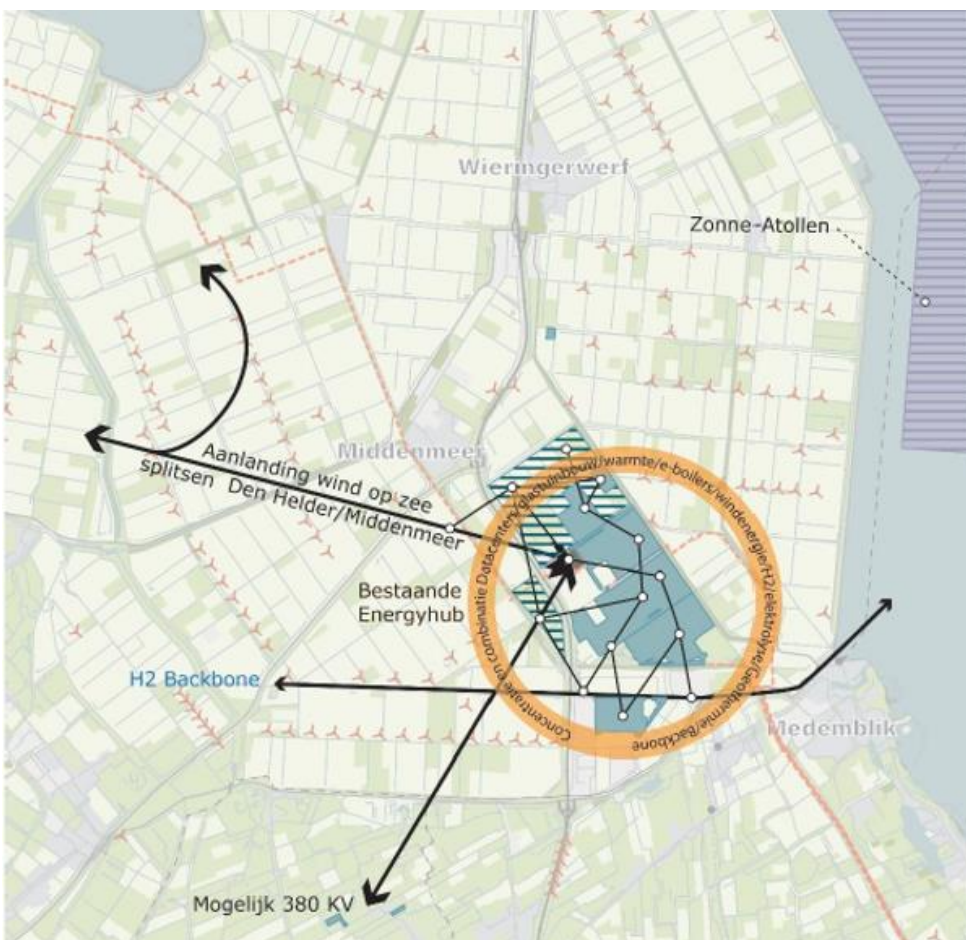 Wieringerwerf
Zonne-Atollen
Middenmeer
Aanlanding wind op zee
splitsen Den Helder/Middenmeer
Concentratie en combinatie Datacenters/glastuinbouw/warmte/e-boilers/windenergie/H2/elektrolyse/Geothermie/Backbone
Bestaande
Energyhub
H2 Backbone
Medemblik
Mogelijk 380 KV